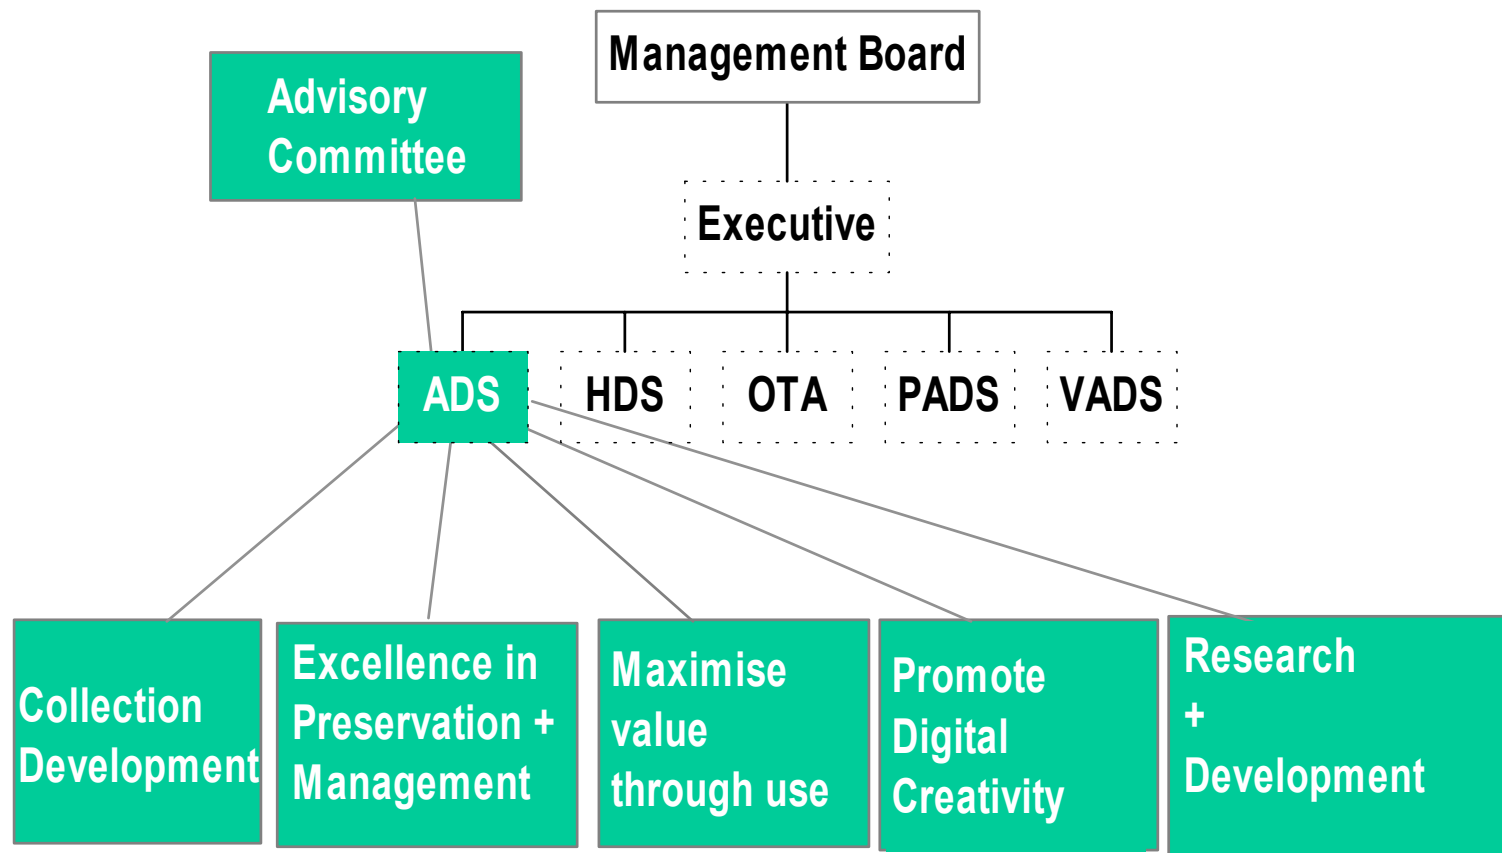 Management Board
Advisory
Committee
Executive
ADS
HDS
OTA
PADS
VADS
Collection
Development
Excellence in
Preservation +
Management
Maximise
value
through use
Promote
Digital
Creativity
Research
+
Development